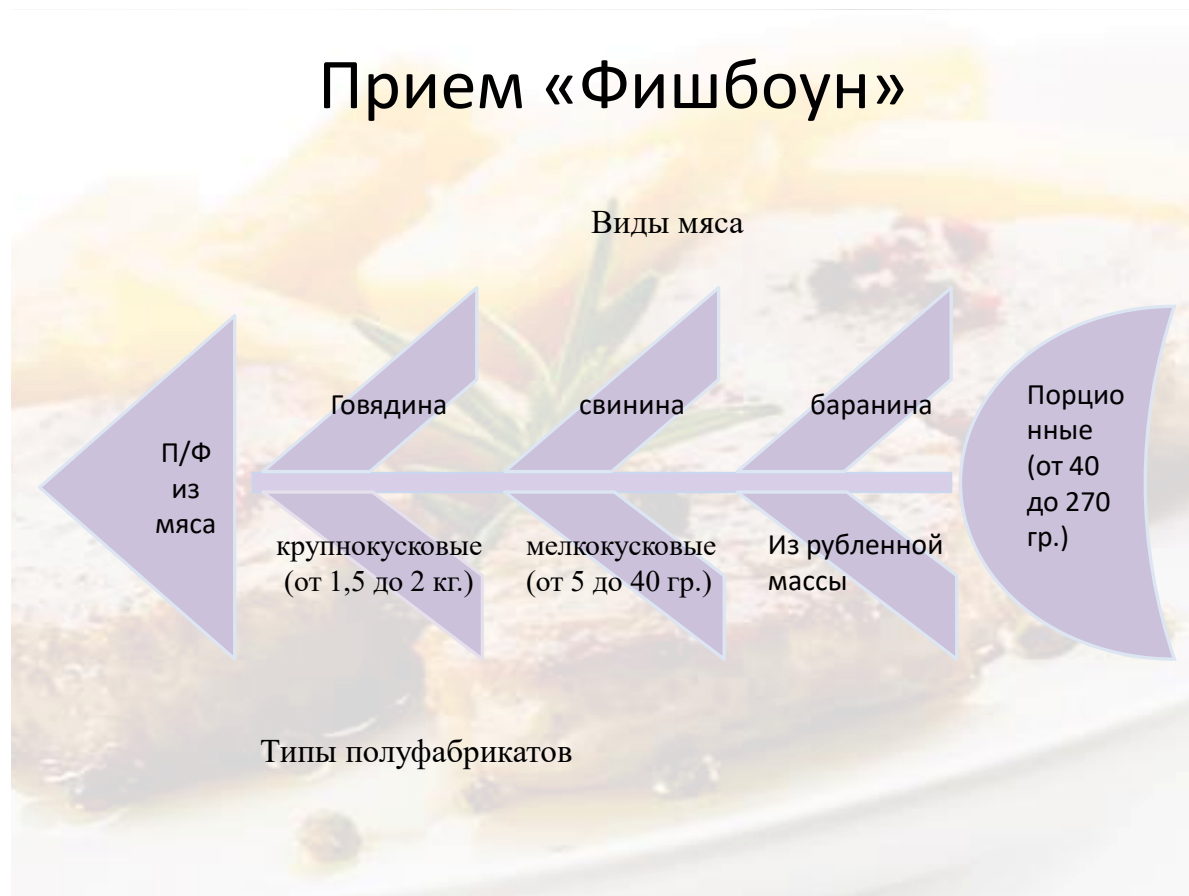 Прием «Фишбоун»
Виды мяса
Говядина
свинина
баранина
П/Ф
из
мяса
Порцио
нные
(от 40
до 270
гр.)
крупнокусковые
(от 1,5 до 2 кг.)
мелкокусковые
(от 5 до 40 гр.)
Из рубленной
массы
Типы полуфабрикатов